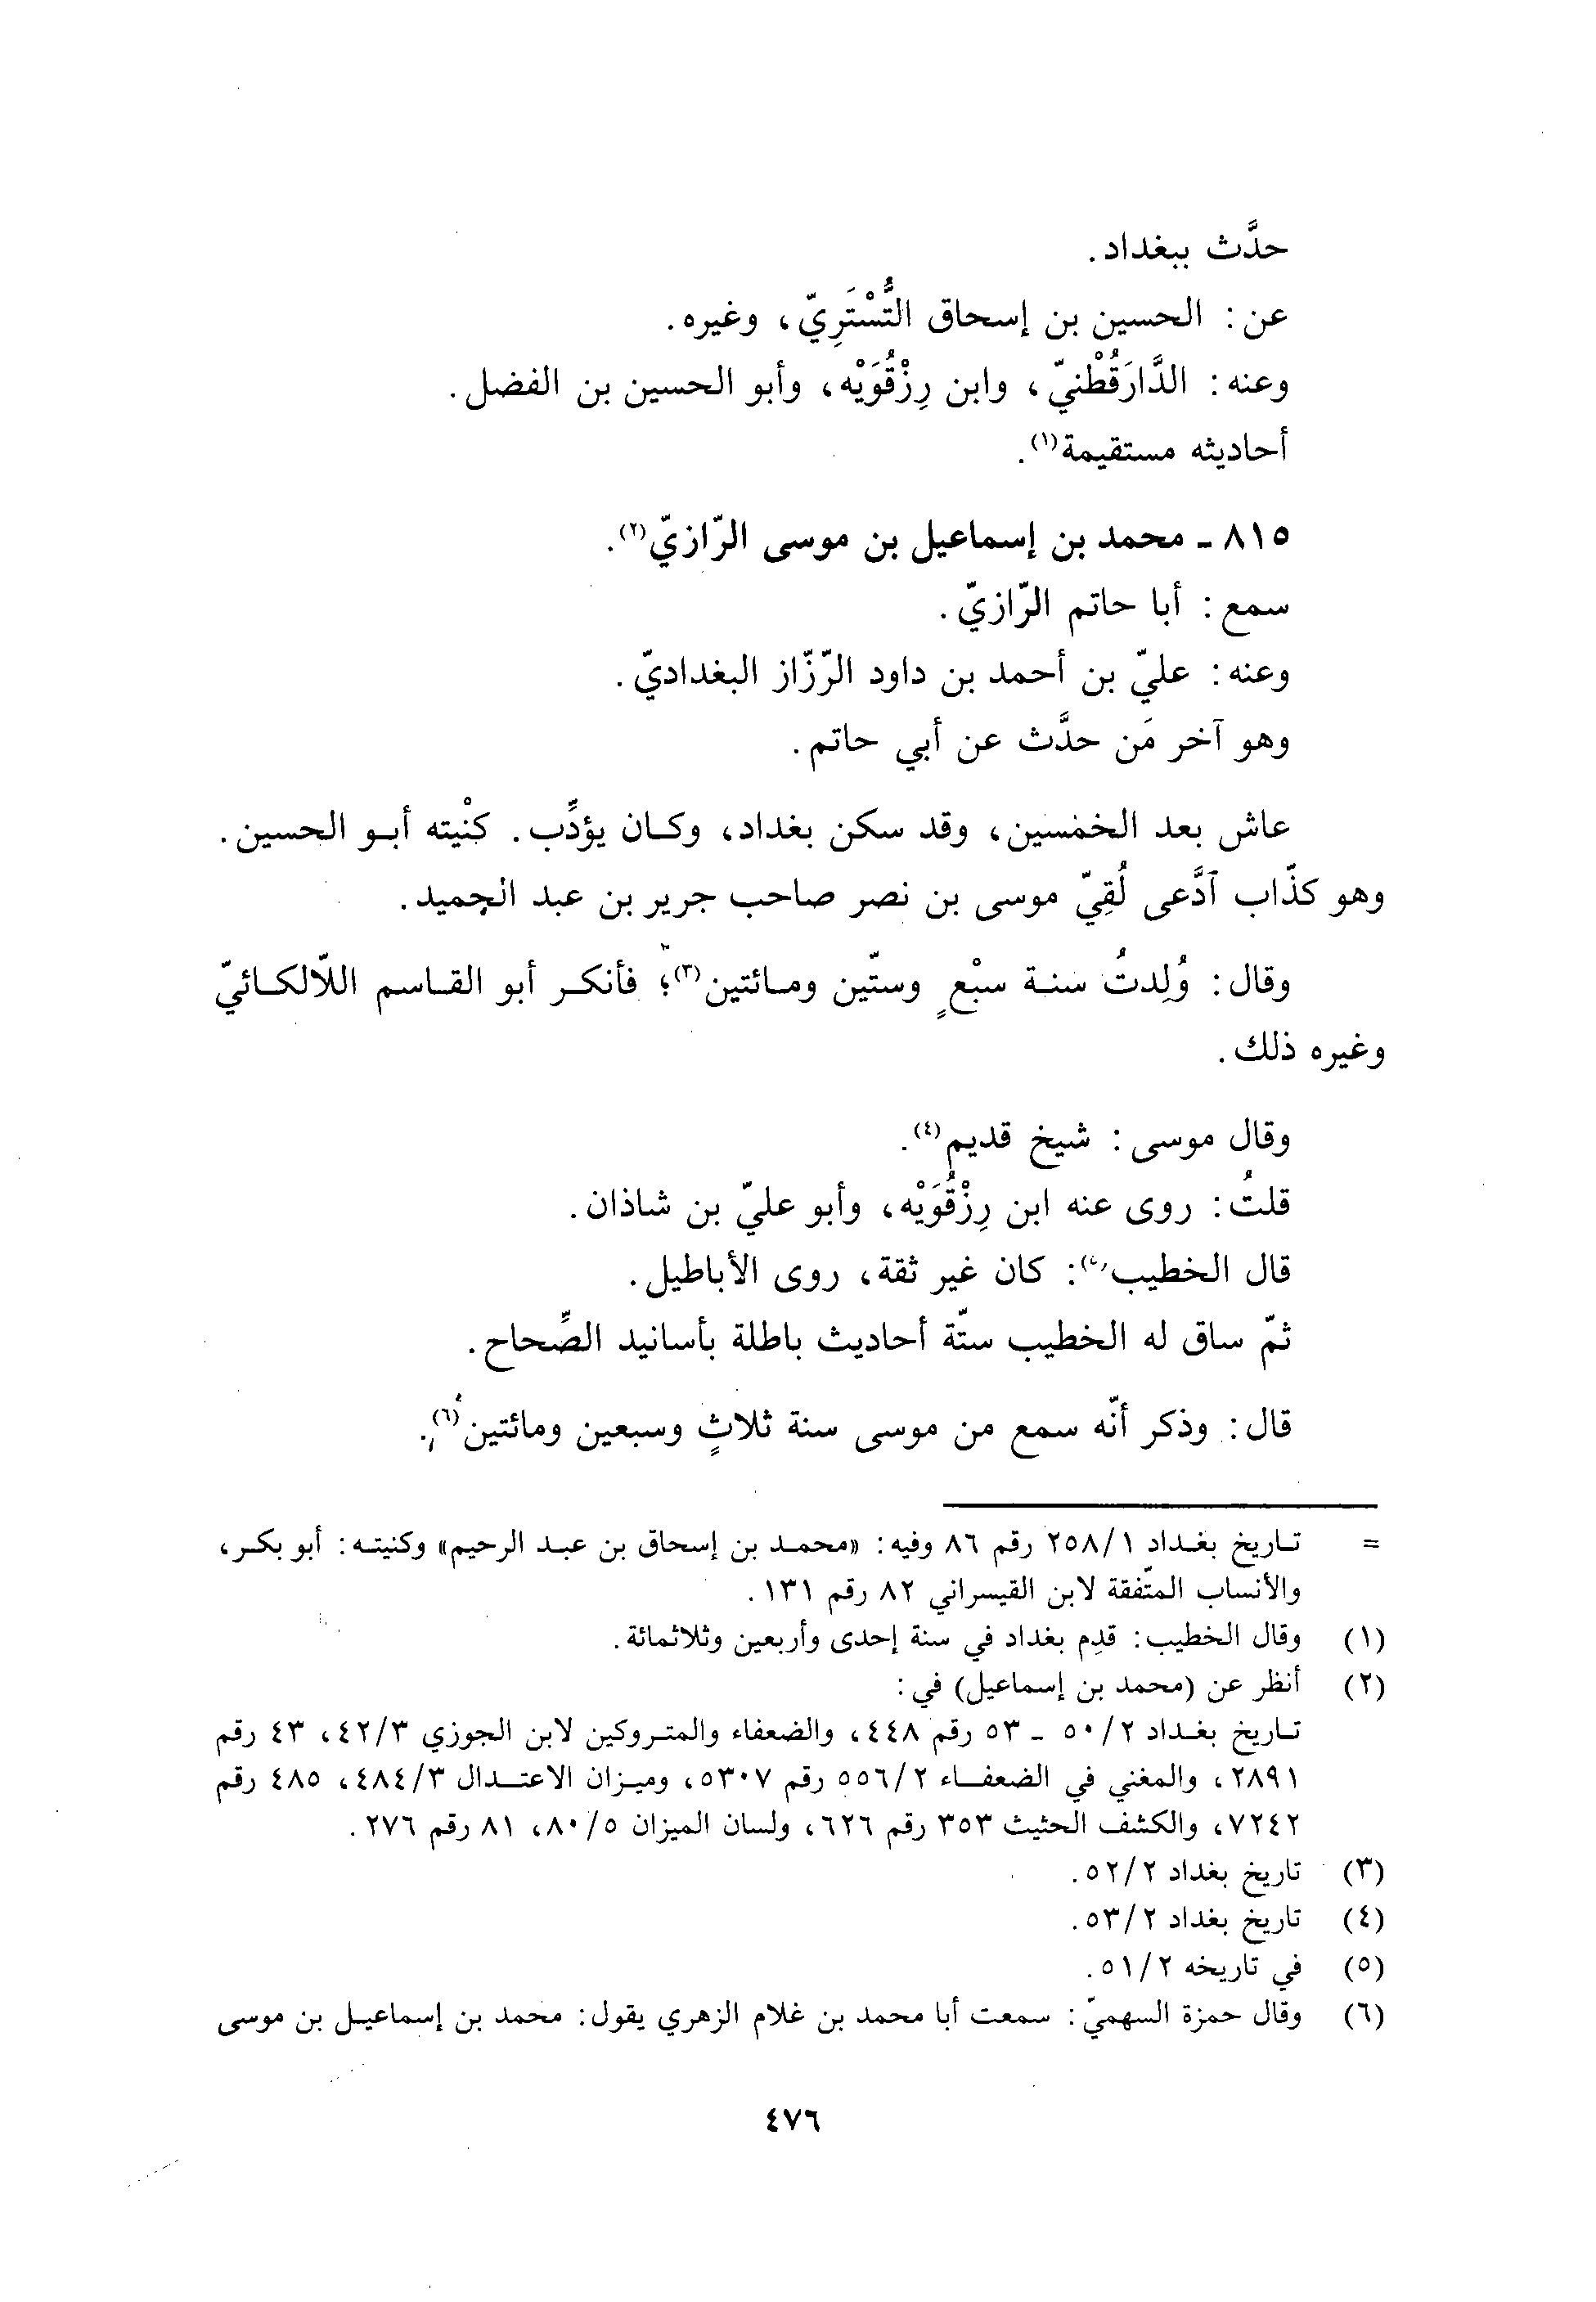 حدَّث ببغداد.
عن: الحسين بن إسحاق التُّسْتَرِيّ، وغيره.
وعنه: الدَّارَقُطْنيّ، وابن رِزْقُوَيْه، وأبو الحسين بن الفضل.
أحاديثه مستقيمة(١).
٨١٥ - محمد بن إسماعيل بن موسى الرّازيّ(٢).
سمع: أبا حاتم الرّازيّ.
وعنه: عليّ بن أحمد بن داود الرّزّاز البغداديّ.
وهو آخر مَن حدَّث عن أبي حاتم.
عاش بعد الخمسين، وقد سكن بغداد، وكان يؤدِّب. كنْيته أبو الحسين.
وهو كذّاب ٱدَّعى لُقِيّ موسى بن نصر صاحب جرير بن عبد الحميد.
وقال: وُلِدتُ سنة سبْعٍ وستّين ومائتين(٣)؛ فأنكر أبو القاسم اللّالكائيّ
وغيره ذلك.
وقال موسى: شيخ قديم(٤).
قلتُ: روى عنه ابن رِزْقُوَيْه، وأبو عليّ بن شاذان.
قال الخطيب(٥): كان غير ثقة، روى الأباطيل.
ثمّ ساق له الخطيب ستّة أحاديث باطلة بأسانيد الصِّحاح.
قال: وذكر أنّه سمع من موسى سنة ثلاثٍ وسبعين ومائتين(٦).
= تاريخ بغداد ٢٥٨/١ رقم ٨٦ وفيه: «محمد بن إسحاق بن عبد الرحيم» وكنيته: أبو بكر،
والأنساب المتّفقة لابن القيسراني ٨٢ رقم ١٣١.
(١) وقال الخطيب: قدِم بغداد في سنة إحدى وأربعين وثلاثمائة.
(٢) أنظر عن (محمد بن إسماعيل) في:
تاريخ بغداد ٥٠/٢ - ٥٣ رقم ٤٤٨، والضعفاء والمتروكين لابن الجوزي ٤٢/٣، ٤٣ رقم
٢٨٩١، والمغني في الضعفاء ٥٥٦/٢ رقم ٥٣٠٧، وميزان الاعتدال ٤٨٤/٣، ٤٨٥ رقم
٧٢٤٢، والكشف الحثيث ٣٥٣ رقم ٦٢٦، ولسان الميزان ٨٠/٥، ٨١ رقم ٢٧٦.
(٣) تاريخ بغداد ٥٢/٢.
(٤) تاريخ بغداد ٥٣/٢.
(٥) في تاريخه ٥١/٢.
(٦) وقال حمزة السهميّ: سمعت أبا محمد بن غلام الزهري يقول: محمد بن إسماعيل بن موسى
٤٧٦